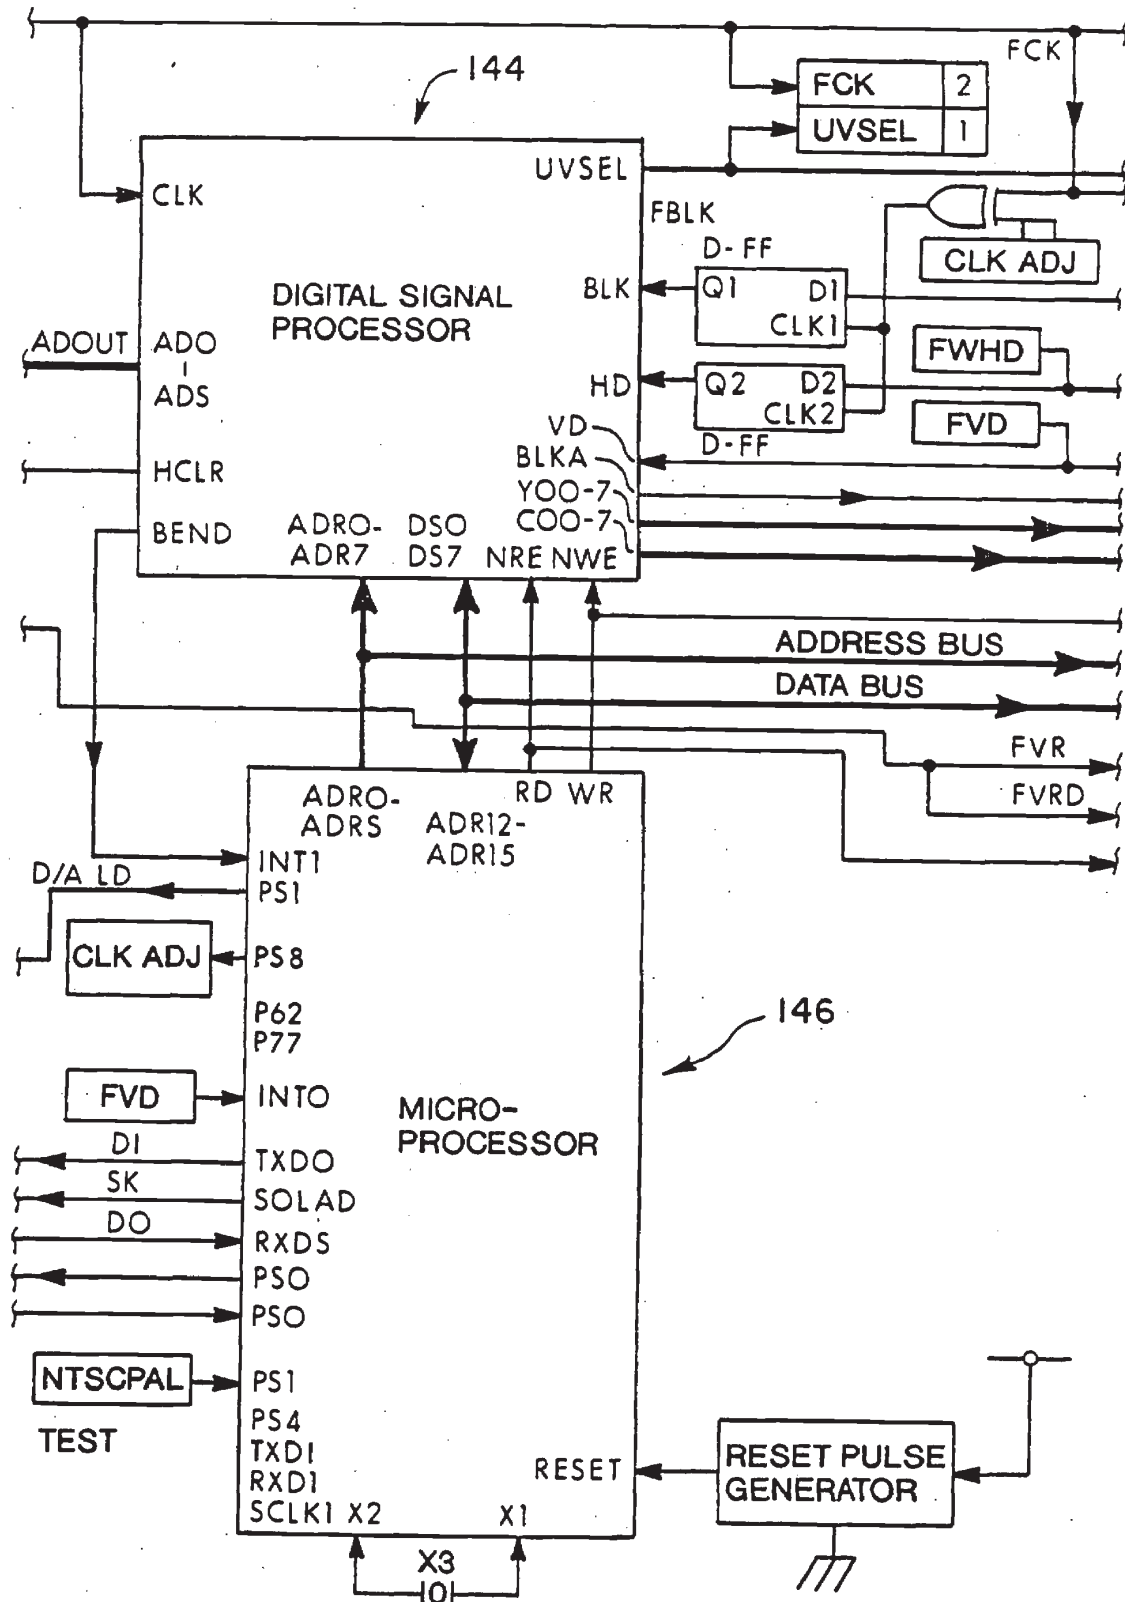 FCK
144
FCK 2
UVSEL 1
UVSEL
CLK
FBLK
CLK ADJ
D-FF
DIGITAL SIGNAL
PROCESSOR
BLK
Q1 D1
CLK1
ADOUT
ADO
ADS
FWHD
HD
Q2 D2
CLK2
FVD
VD
D-FF
BLKA
HCLR
YOO-7
COO-7
BEND
ADRO-
ADR7
DSO
DS7
NRE NWE
ADDRESS BUS
DATA BUS
FVR
FVRD
ADRO-
ADRS
RD WR
ADR12-
ADR15
INT1
D/A LD
PS1
CLK ADJ
PS8
P62
P77
146
FVD
INTO
MICRO-
PROCESSOR
DI
TXDO
SK
SOLAD
DO
RXDS
PSO
PSO
NTSCPAL
PS1
TEST
PS4
TXD1
RXD1
SCLK1 X2
X1
RESET
RESET PULSE
GENERATOR
X3